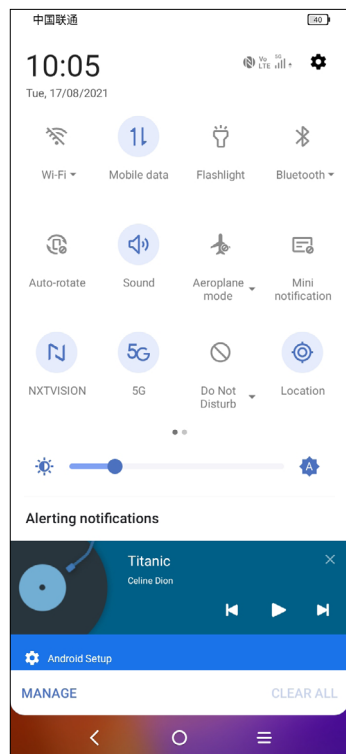 中国联通
40
10:05
Vo
LTE
5G
Tue, 17/08/2021
Wi-Fi
Mobile data
Flashlight
Bluetooth
Auto-rotate
Sound
Aeroplane
mode
Mini
notification
5G
NXTVISION
5G
Do Not
Disturb
Location
A
Alerting notifications
Titanic
Celine Dion
Android Setup
MANAGE
CLEAR ALL